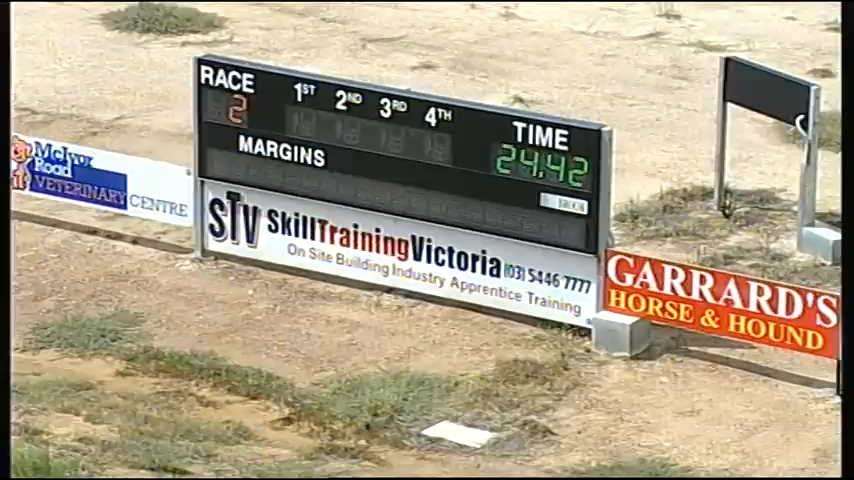 RACE 1ST 2ND 3RD 4TH TIME
2 24.42
MARGINS
McIvor
Road
VETERINARY CENTRE
STV SkillTrainingVictoria (03) 5446 7777
On Site Building Industry Apprentice Training
GARRARD'S
HORSE & HOUND